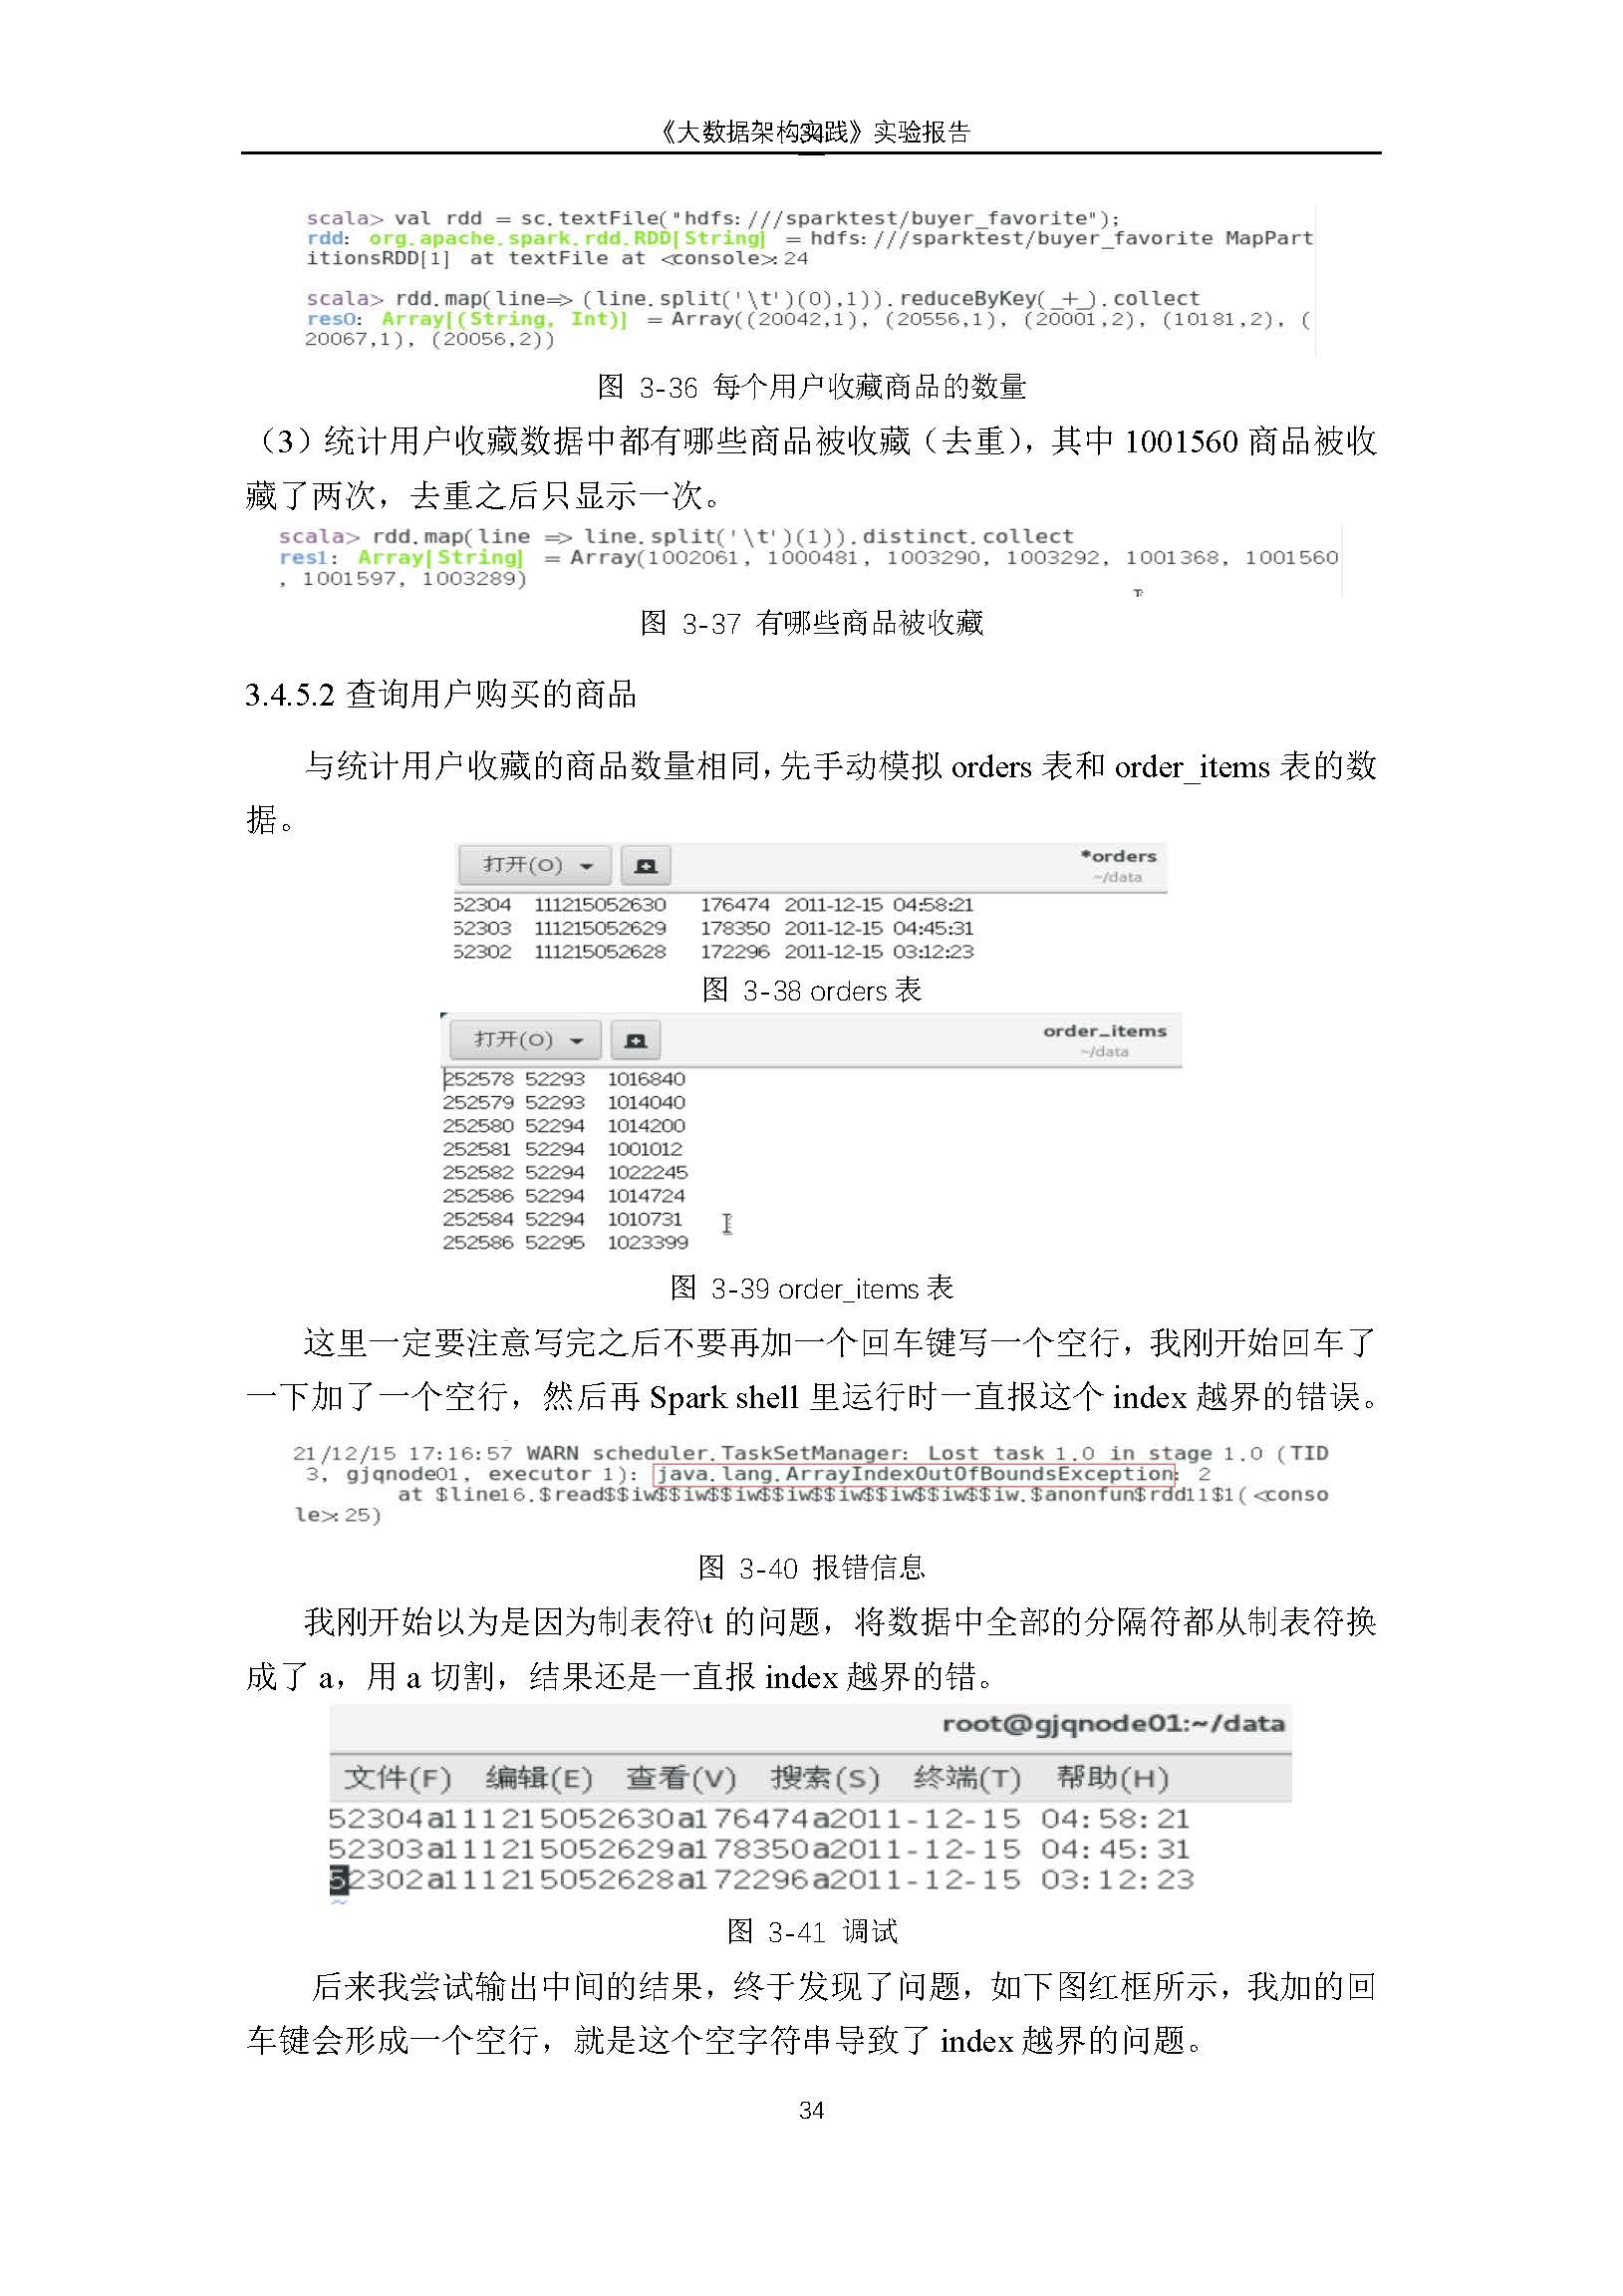 《大数据架构实践》实验报告
scala> val rdd = sc.textFile("hdfs:///sparktest/buyer_favorite");
rdd: org.apache.spark.rdd.RDD[String] = hdfs:///sparktest/buyer_favorite MapPart
itionsRDD[1] at textFile at <console>:24
scala> rdd.map(line=> (line.split('\t')(0),1)).reduceByKey(_+_).collect
res0: Array[(String, Int)] = Array((20042,1), (20556,1), (20001,2), (10181,2), (
20067,1), (20056,2))
图 3-36 每个用户收藏商品的数量
（3）统计用户收藏数据中都有哪些商品被收藏（去重），其中 1001560 商品被收
藏了两次，去重之后只显示一次。
scala> rdd.map(line => line.split('\t')(1)).distinct.collect
res1: Array[String] = Array(1002061, 1000481, 1003290, 1003292, 1001368, 1001560
, 1001597, 1003289)
图 3-37 有哪些商品被收藏
3.4.5.2 查询用户购买的商品
与统计用户收藏的商品数量相同，先手动模拟 orders 表和 order_items 表的数
据。
打开(O) *orders
~/data
52304 111215052630 176474 2011-12-15 04:58:21
52303 111215052629 178350 2011-12-15 04:45:31
52302 111215052628 172296 2011-12-15 03:12:23
图 3-38 orders 表
打开(O) order_items
~/data
252578 52293 1016840
252579 52293 1014040
252580 52294 1014200
252581 52294 1001012
252582 52294 1022245
252586 52294 1014724
252584 52294 1010731
252586 52295 1023399
图 3-39 order_items 表
这里一定要注意写完之后不要再加一个回车键写一个空行，我刚开始回车了
一下加了一个空行，然后再 Spark shell 里运行时一直报这个 index 越界的错误。
21/12/15 17:16:57 WARN scheduler.TaskSetManager: Lost task 1.0 in stage 1.0 (TID
3, gjqnode01, executor 1): java.lang.ArrayIndexOutOfBoundsException: 2
at $line16.$read$$iw$$iw$$iw$$iw$$iw$$iw$$iw$$iw.$anonfun$rdd11$1(<conso
le>:25)
图 3-40 报错信息
我刚开始以为是因为制表符\t 的问题，将数据中全部的分隔符都从制表符换
成了 a，用 a 切割，结果还是一直报 index 越界的错。
root@gjqnode01:~/data
文件(F) 编辑(E) 查看(V) 搜索(S) 终端(T) 帮助(H)
52304a111215052630a176474a2011-12-15 04:58:21
52303a111215052629a178350a2011-12-15 04:45:31
52302a111215052628a172296a2011-12-15 03:12:23
~
图 3-41 调试
后来我尝试输出中间的结果，终于发现了问题，如下图红框所示，我加的回
车键会形成一个空行，就是这个空字符串导致了 index 越界的问题。
34